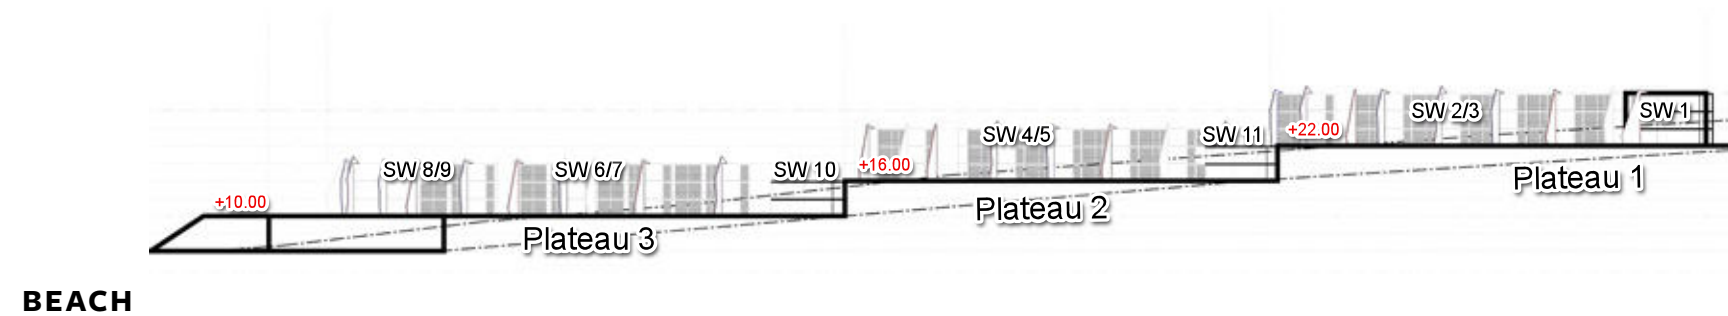 SW 2/3
SW 1
+22.00
SW 4/5
SW 11
+16.00
SW 8/9
SW 6/7
SW 10
+10.00
Plateau 1
Plateau 2
Plateau 3
BEACH